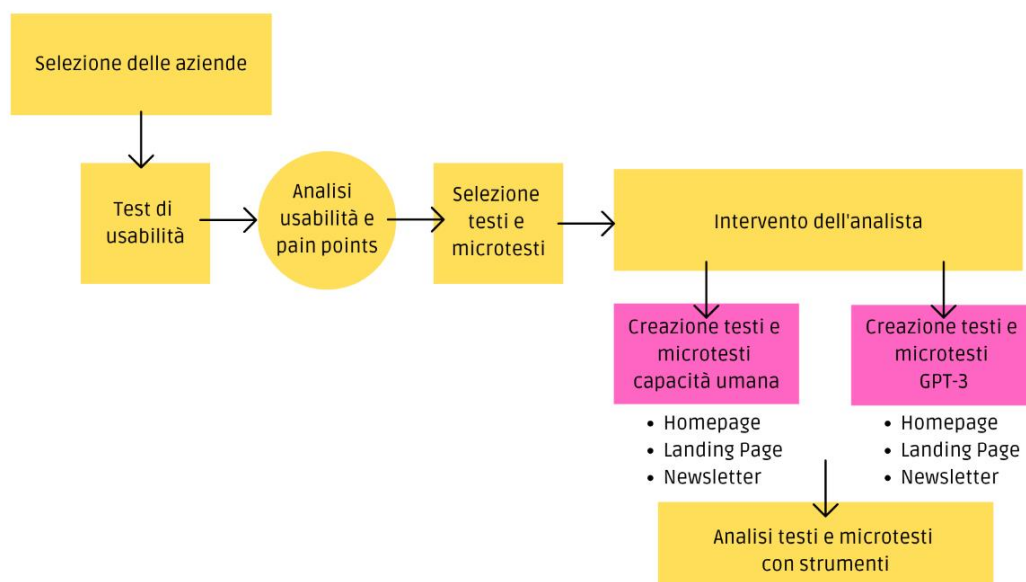 Selezione delle aziende
Test di
usabilità
Analisi
usabilità e
pain points
Selezione
testi e
microtesti
Intervento dell'analista
Creazione testi e
microtesti
capacità umana
• Homepage
• Landing Page
• Newsletter
Creazione testi e
microtesti
GPT-3
• Homepage
• Landing Page
• Newsletter
Analisi testi e microtesti
con strumenti